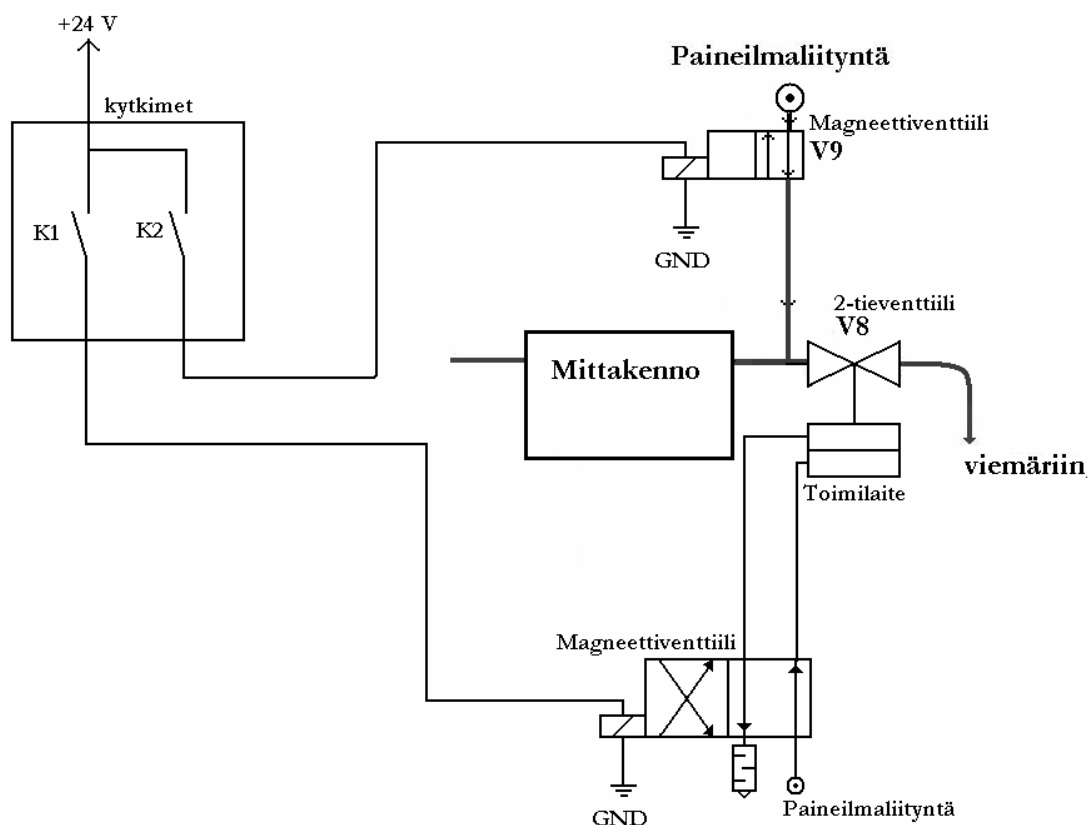 +24 V
kytkimet
K1
K2
Paineilmaliityntä
Magneettiventtiili
V9
GND
2-tieventtiili
V8
Mittakenno
viemäriin,
Toimilaite
Magneettiventtiili
GND
Paineilmaliityntä